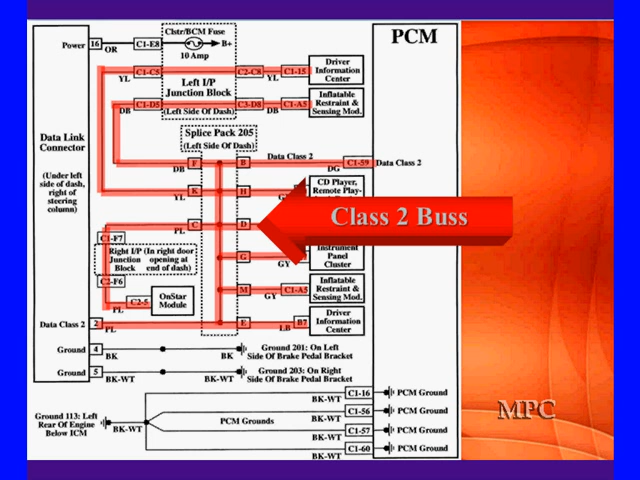 Clstr/BCM Fuse
PCM
Power
16
OR
C1-E8
B+
10 Amp
C1-C5
C2-C8
C1-15
Driver
Information
Center
YL
YL
Left I/P
Junction Block
(Left Side Of Dash)
C1-D5
C3-D8
C1-A5
Inflatable
Restraint &
Sensing Mod.
DB
DB
Data Link
Connector
(Under left
side of dash,
right of
steering
column)
Splice Pack 205
(Left Side Of Dash)
F
B
Data Class 2
C1-59
Data Class 2
DB
DG
K
H
YL
CD Player,
Remote Play-
C
D
PL
Class 2 Buss
C1-F7
Right I/P (In right door
Junction opening at
Block end of dash)
G
GY
Instrument
Panel
Cluster
C2-F6
M
GY
C1-A5
Inflatable
Restraint &
Sensing Mod.
C2-5
OnStar
Module
PL
Data Class 2
2
PL
E
LB
B7
Driver
Information
Center
Ground
4
BK
BK
Ground 201: On Left
Side Of Brake Pedal Bracket
Ground
5
BK-WT
BK-WT
Ground 203: On Right
Side Of Brake Pedal Bracket
C1-16
PCM Ground
BK-WT
C1-56
PCM Ground
BK-WT
Ground 113: Left
Rear Of Engine
Below ICM
BK-WT
PCM Grounds
C1-57
PCM Ground
BK-WT
C1-60
PCM Ground
BK-WT
MPC